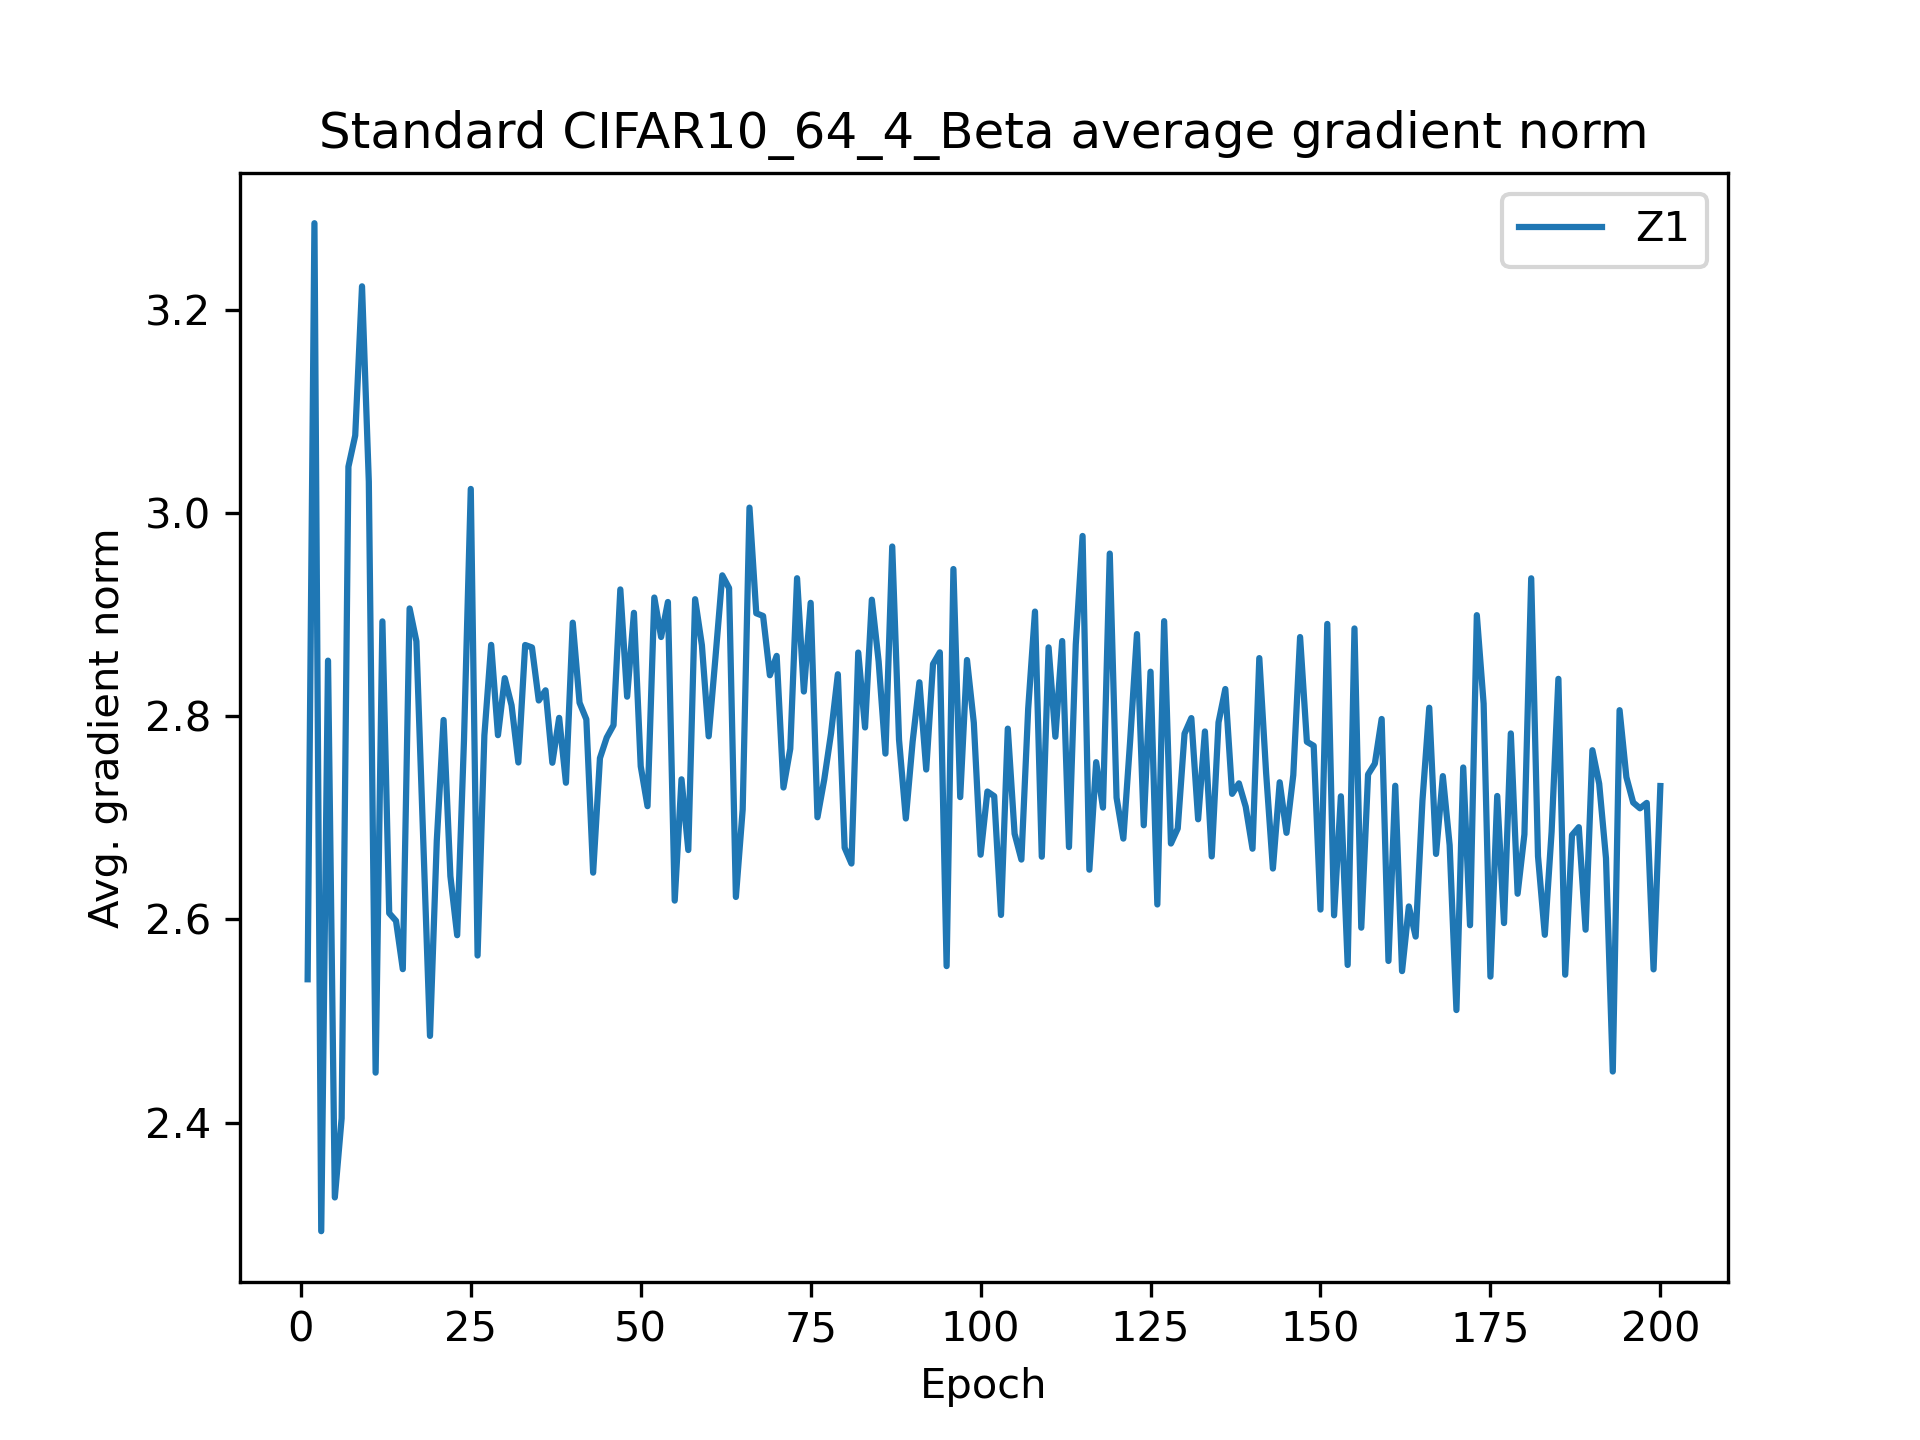 Standard CIFAR10_64_4_Beta average gradient norm
Z1
Avg. gradient norm
3.2
3.0
2.8
2.6
2.4
0 25 50 75 100 125 150 175 200
Epoch